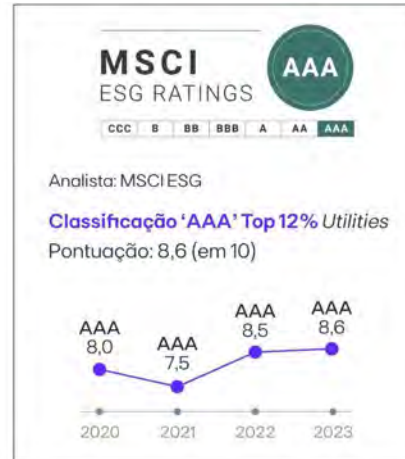 MSCI
ESG RATINGS
AAA
CCC B BB BBB A AA AAA
Analista: MSCI ESG
Classificação ‘AAA’ Top 12% Utilities
Pontuação: 8,6 (em 10)
AAA AAA AAA AAA
8,0 7,5 8,5 8,6
2020 2021 2022 2023